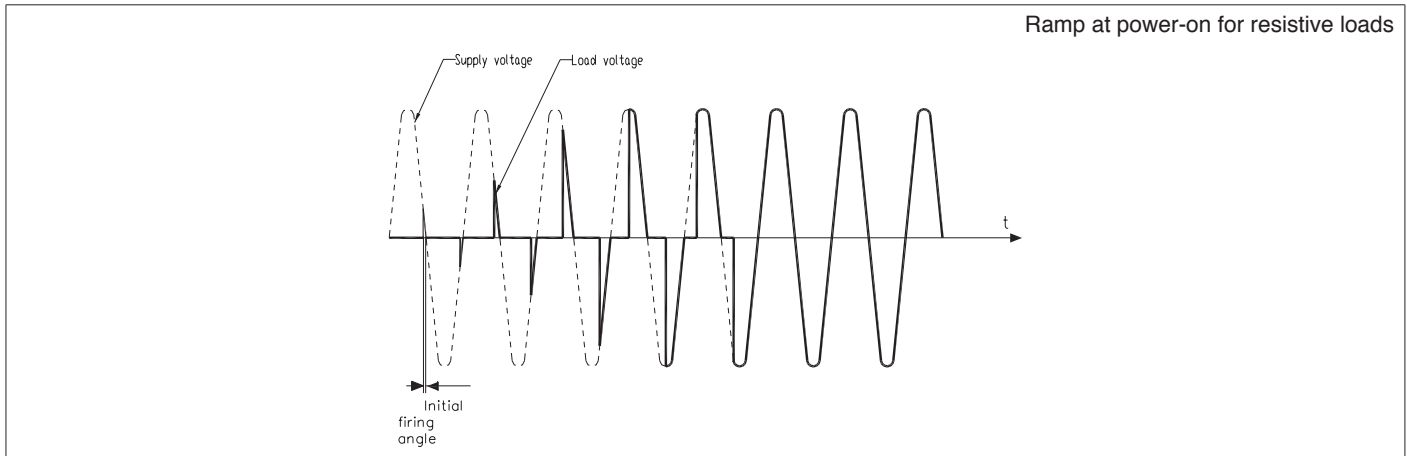 Ramp at power-on for resistive loads
Supply voltage
Load voltage
t
Initial
firing
angle